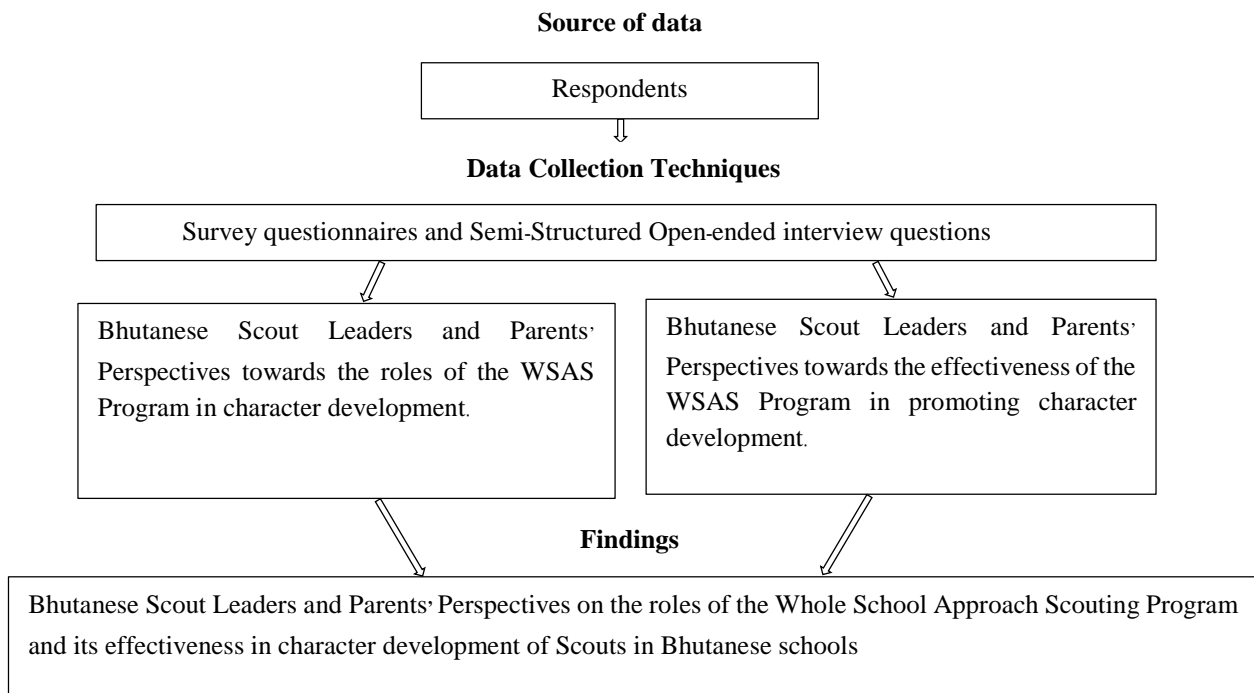 Source of data
Respondents
Data Collection Techniques
Survey questionnaires and Semi-Structured Open-ended interview questions
Bhutanese Scout Leaders and Parents’
Perspectives towards the roles of the WSAS
Program in character development.
Bhutanese Scout Leaders and Parents’
Perspectives towards the effectiveness of the
WSAS Program in promoting character
development.
Findings
Bhutanese Scout Leaders and Parents’ Perspectives on the roles of the Whole School Approach Scouting Program
and its effectiveness in character development of Scouts in Bhutanese schools